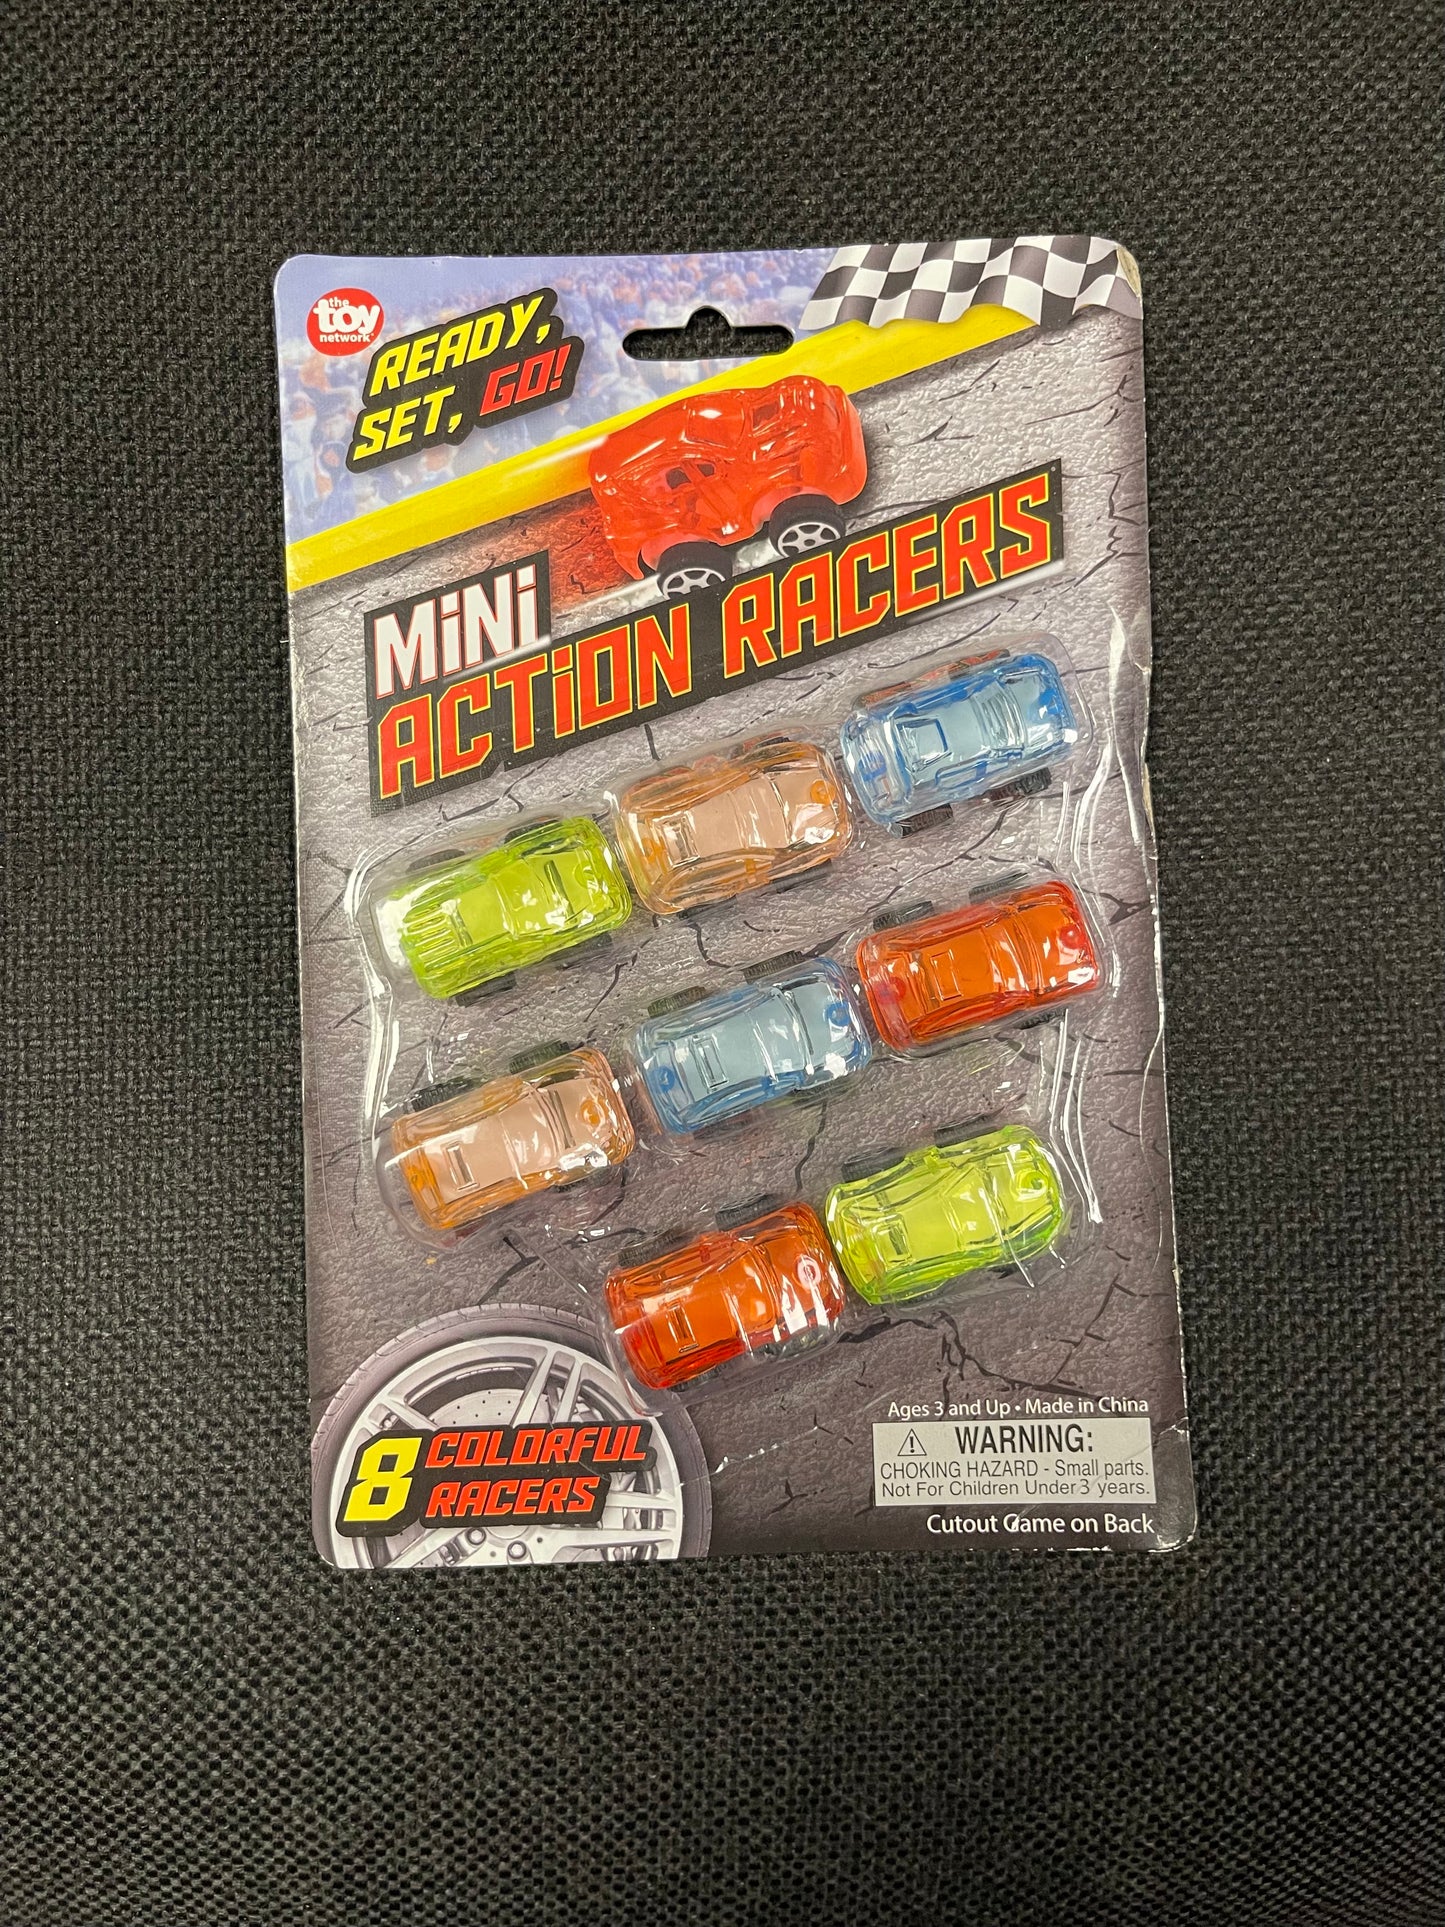 the
toy
network
READY,
SET, GO!
MiNi
ACTiON RACERS
8 COLORFUL
RACERS
Ages 3 and Up • Made in China
WARNING:
CHOKING HAZARD - Small parts.
Not For Children Under 3 years.
Cutout Game on Back